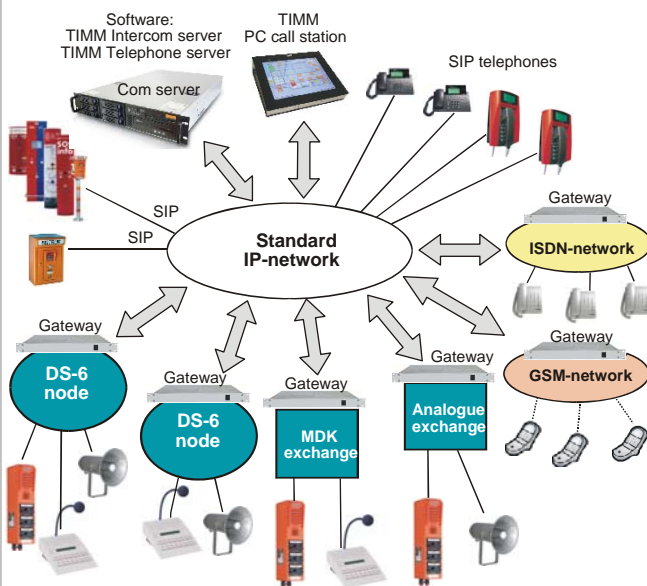 Software:
TIMM Intercom server
TIMM Telephone server
Com server
TIMM
PC call station
SIP telephones
SIP
SIP
Standard
IP-network
Gateway
ISDN-network
Gateway
GSM-network
Gateway
DS-6
node
Gateway
DS-6
node
Gateway
MDK
exchange
Gateway
Analogue
exchange